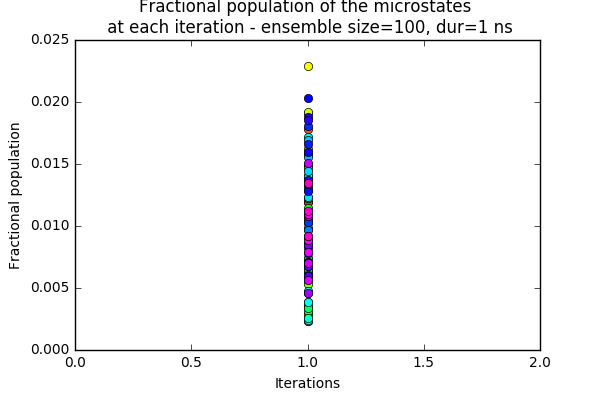 Fractional population of the microstates
at each iteration - ensemble size=100, dur=1 ns
0.025
0.020
0.015
0.010
0.005
0.000
Fractional population
0.0 0.5 1.0 1.5 2.0
Iterations